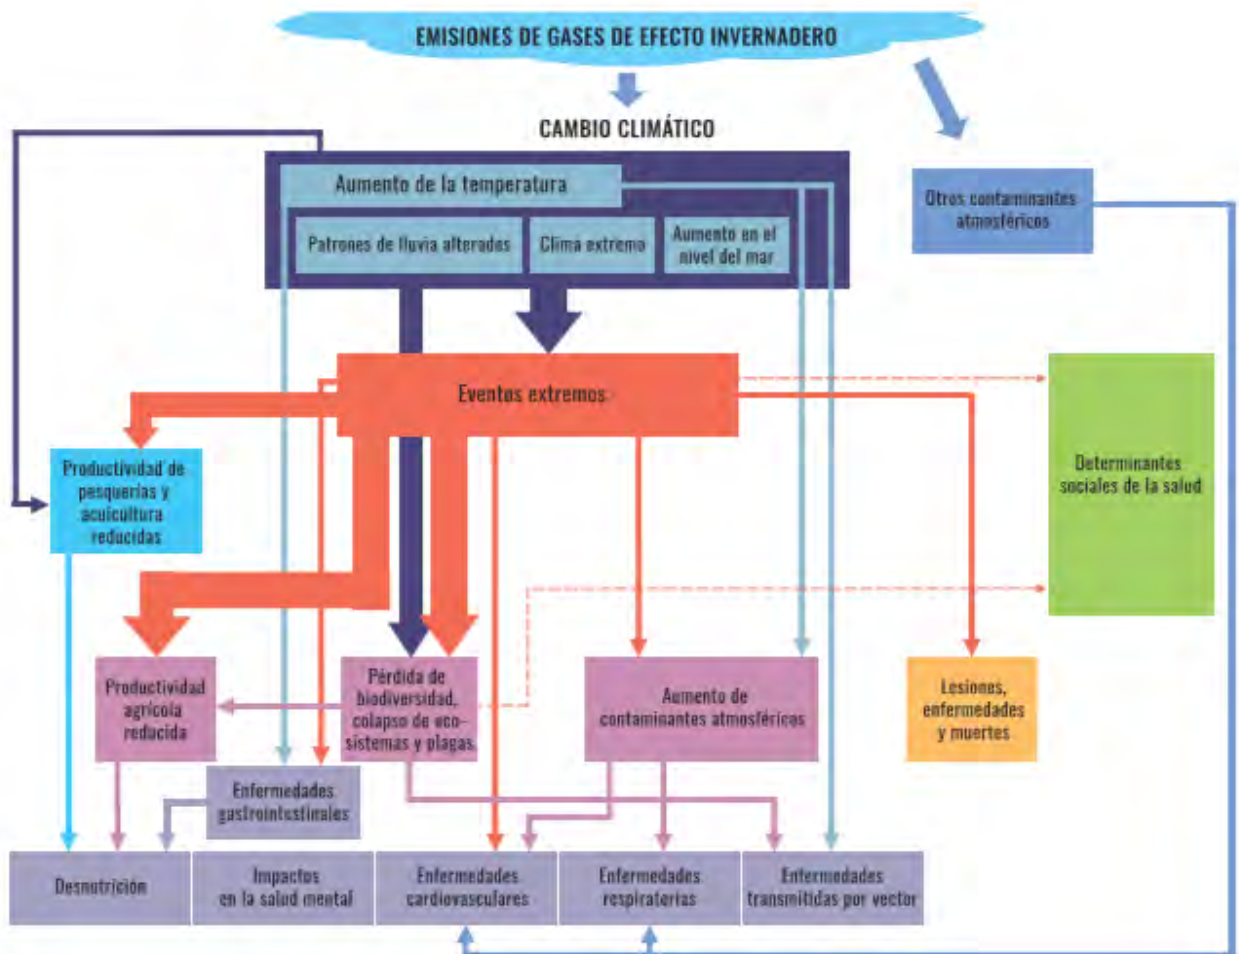 EMISIONES DE GASES DE EFECTO INVERNADERO
CAMBIO CLIMÁTICO
Aumento de la temperatura
Patrones de lluvia alterados
Clima extremo
Aumento en el
nivel del mar
Otros contaminantes
atmosféricos
Eventos extremos
Productividad de
pesquerías y
acuicultura
reducidas
Determinantes
sociales de la salud
Productividad
agrícola
reducida
Pérdida de
biodiversidad,
colapso de eco-
sistemas y plagas
Aumento de
contaminantes atmosféricos
Lesiones,
enfermedades
y muertes
Enfermedades
gastrointestinales
Desnutrición
Impactos
en la salud mental
Enfermedades
cardiovasculares
Enfermedades
respiratorias
Enfermedades
transmitidas por vector